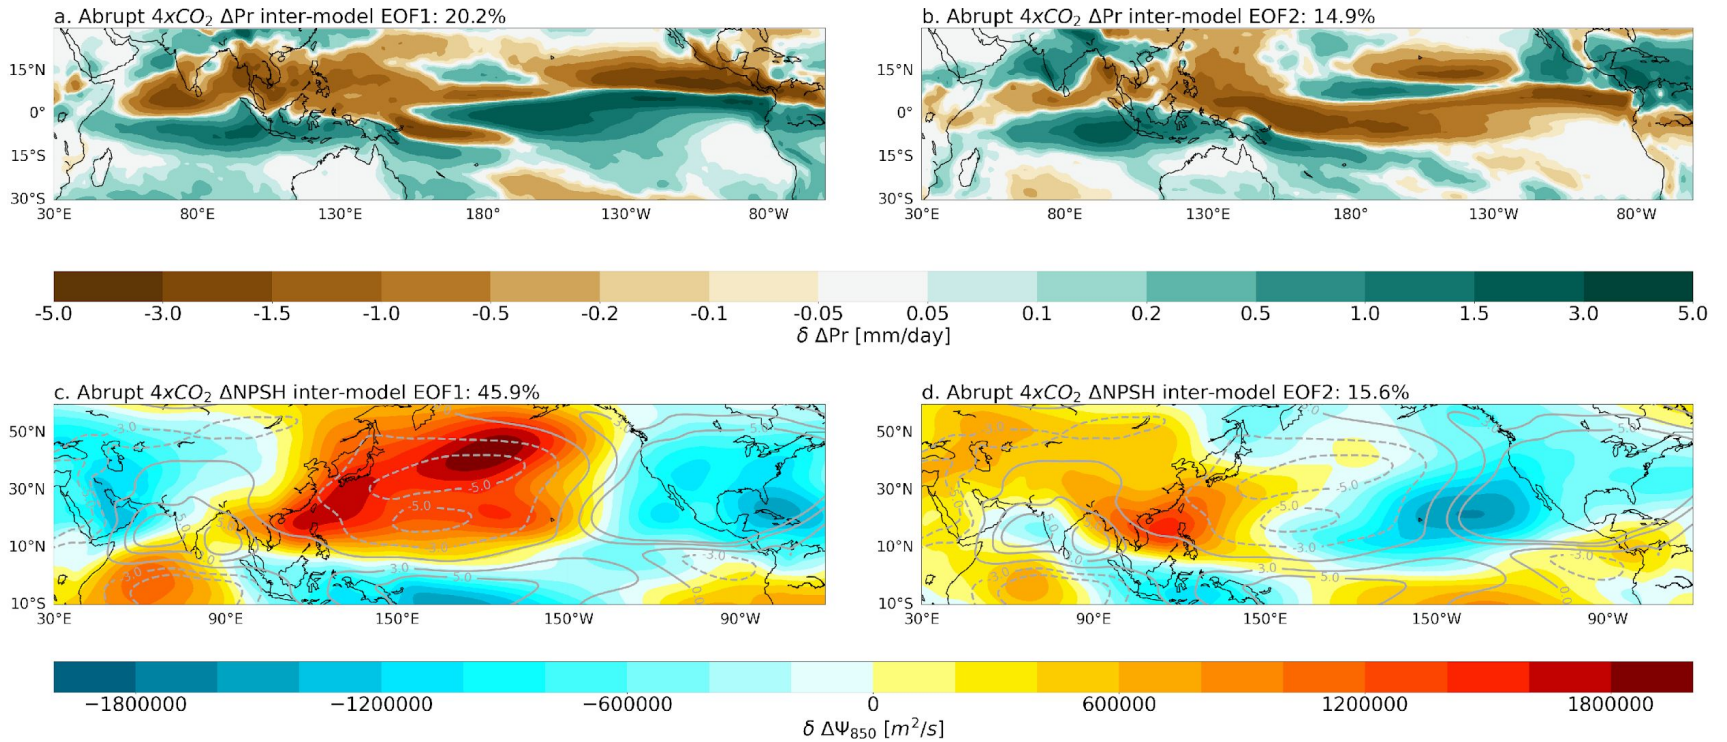 a. Abrupt 4xCO₂ ΔPr inter-model EOF1: 20.2%
b. Abrupt 4xCO₂ ΔPr inter-model EOF2: 14.9%
15°N
0°
15°S
30°S
30°E 80°E 130°E 180° 130°W 80°W
15°N
0°
15°S
30°S
30°E 80°E 130°E 180° 130°W 80°W
-5.0 -3.0 -1.5 -1.0 -0.5 -0.2 -0.1 -0.05 0.05 0.1 0.2 0.5 1.0 1.5 3.0 5.0
δ ΔPr [mm/day]
c. Abrupt 4xCO₂ ΔNPSH inter-model EOF1: 45.9%
d. Abrupt 4xCO₂ ΔNPSH inter-model EOF2: 15.6%
50°N
30°N
10°N
10°S
30°E 90°E 150°E 150°W 90°W
50°N
30°N
10°N
10°S
30°E 90°E 150°E 150°W 90°W
−1800000 −1200000 −600000 0 600000 1200000 1800000
δ ΔΨ₈₅₀ [m²/s]